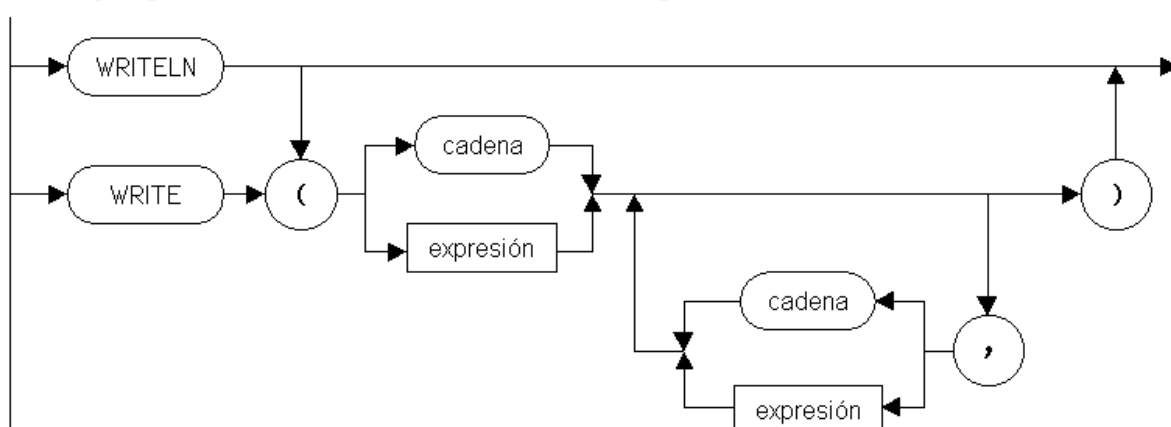 WRITELN
cadena
WRITE ( )
expresión
cadena
,
expresión